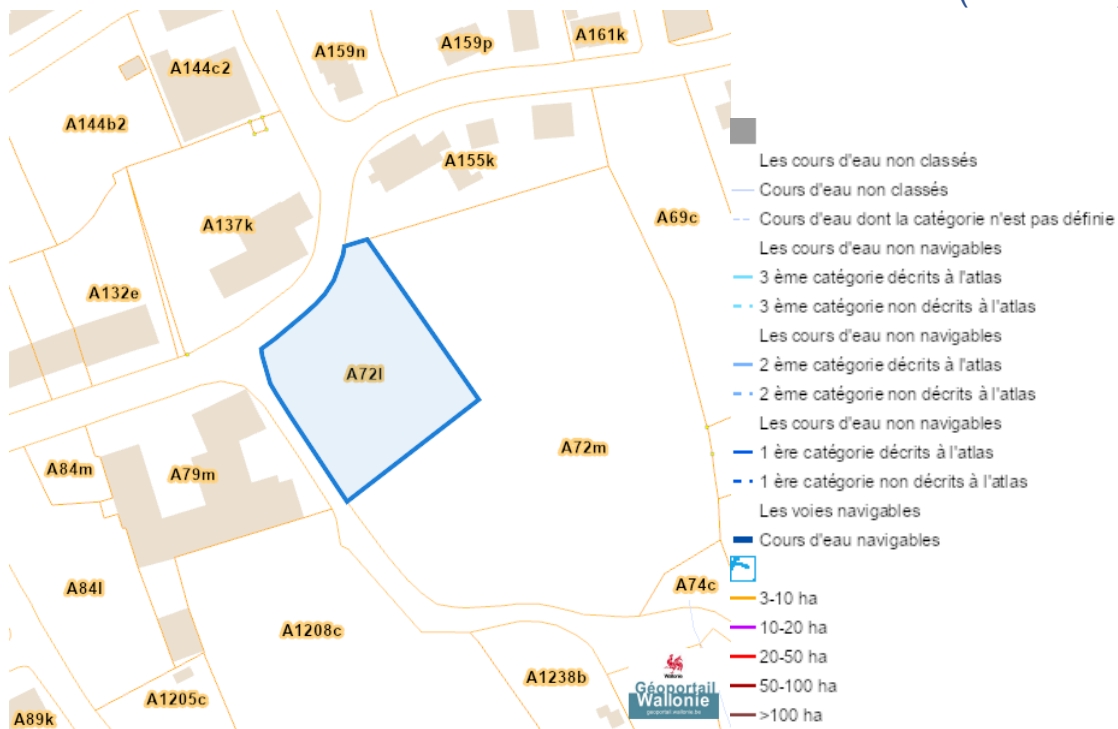 A159n
A159p
A161k
A144c2
A144b2
A155k
A137k
A69c
A132e
A72l
A72m
A84m
A79m
A74c
A84l
A1208c
A1238b
A1205c
A89k
Wallonie
Géoportail
Wallonie
geoportail.wallonie.be
Les cours d'eau non classés
Cours d'eau non classés
Cours d'eau dont la catégorie n'est pas définie
Les cours d'eau non navigables
3 ème catégorie décrits à l'atlas
3 ème catégorie non décrits à l'atlas
Les cours d'eau non navigables
2 ème catégorie décrits à l'atlas
2 ème catégorie non décrits à l'atlas
Les cours d'eau non navigables
1 ère catégorie décrits à l'atlas
1 ère catégorie non décrits à l'atlas
Les voies navigables
Cours d'eau navigables
3-10 ha
10-20 ha
20-50 ha
50-100 ha
>100 ha